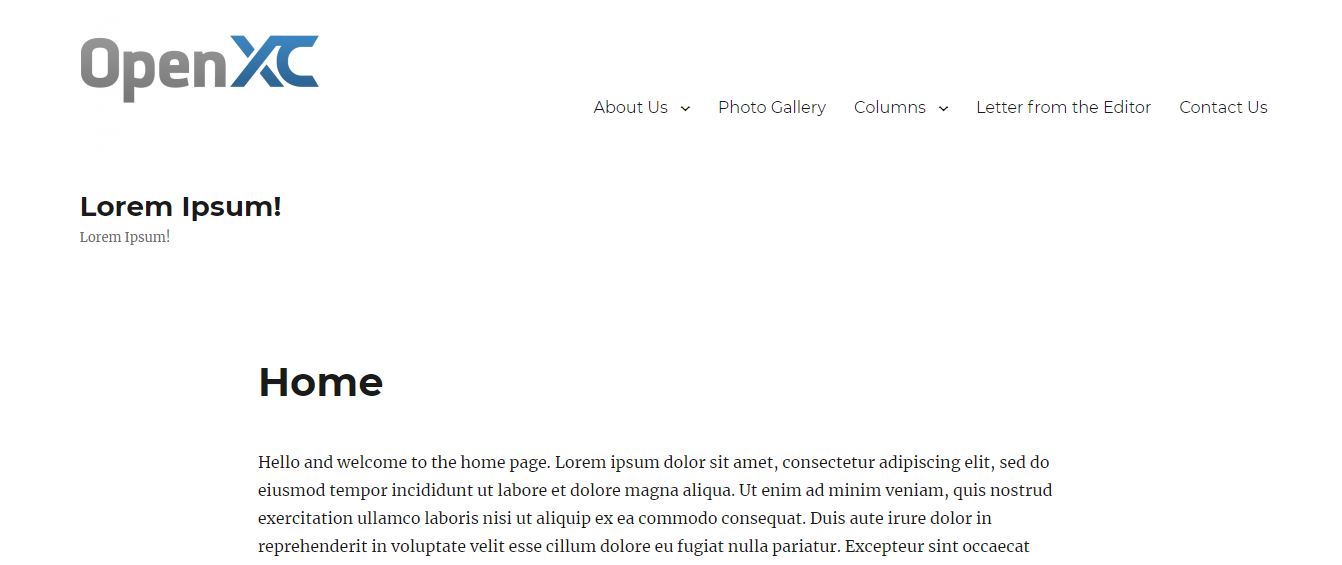 OpenXC
About Us Photo Gallery Columns Letter from the Editor Contact Us
Lorem Ipsum!
Lorem Ipsum!
Home
Hello and welcome to the home page. Lorem ipsum dolor sit amet, consectetur adipiscing elit, sed do
eiusmod tempor incididunt ut labore et dolore magna aliqua. Ut enim ad minim veniam, quis nostrud
exercitation ullamco laboris nisi ut aliquip ex ea commodo consequat. Duis aute irure dolor in
reprehenderit in voluptate velit esse cillum dolore eu fugiat nulla pariatur. Excepteur sint occaecat